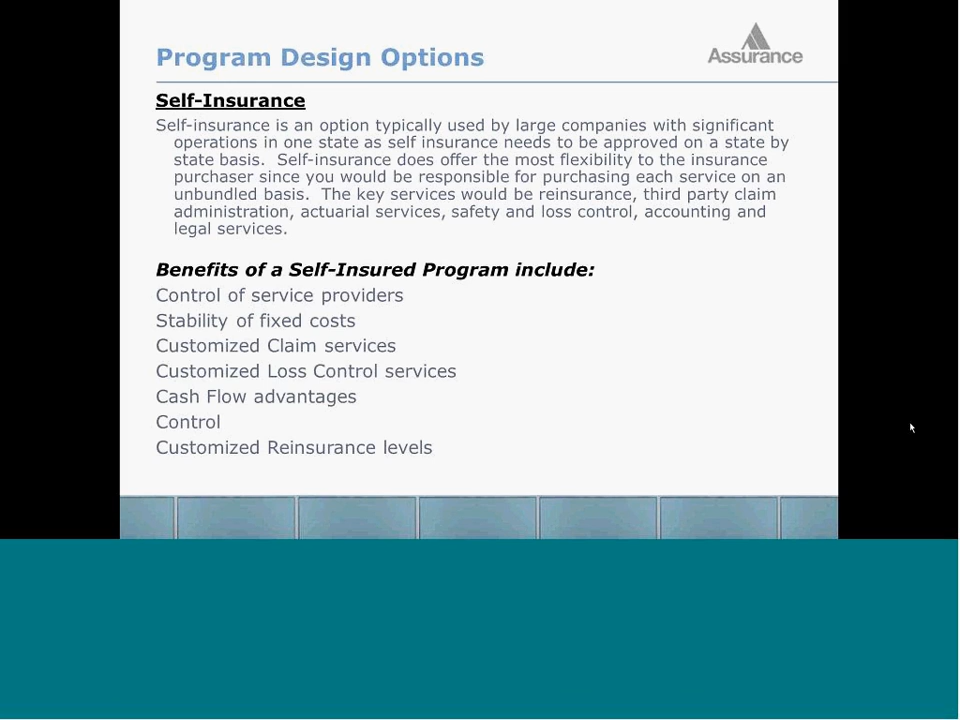 Program Design Options
Assurance
Self-Insurance
Self-insurance is an option typically used by large companies with significant
operations in one state as self insurance needs to be approved on a state by
state basis.  Self-insurance does offer the most flexibility to the insurance
purchaser since you would be responsible for purchasing each service on an
unbundled basis.  The key services would be reinsurance, third party claim
administration, actuarial services, safety and loss control, accounting and
legal services.
Benefits of a Self-Insured Program include:
Control of service providers
Stability of fixed costs
Customized Claim services
Customized Loss Control services
Cash Flow advantages
Control
Customized Reinsurance levels